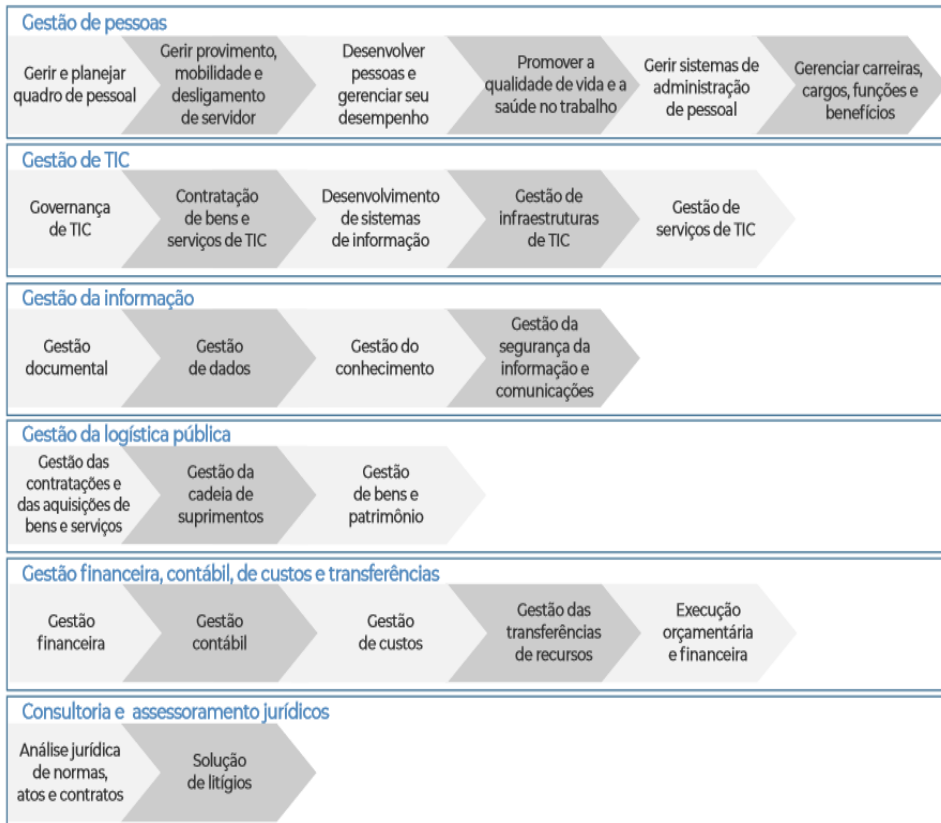 Gestão de pessoas
Gerir e planejar
quadro de pessoal
Gerir provimento,
mobilidade e
desligamento
de servidor
Desenvolver
pessoas e
gerenciar seu
desempenho
Promover a
qualidade de vida e a
saúde no trabalho
Gerir sistemas de
administração
de pessoal
Gerenciar carreiras,
cargos, funções e
benefícios
Gestão de TIC
Governança
de TIC
Contratação
de bens e
serviços de TIC
Desenvolvimento
de sistemas
de informação
Gestão de
infraestruturas
de TIC
Gestão de
serviços de TIC
Gestão da informação
Gestão
documental
Gestão
de dados
Gestão do
conhecimento
Gestão da
segurança da
informação e
comunicações
Gestão da logística pública
Gestão das
contratações e
das aquisições de
bens e serviços
Gestão da
cadeia de
suprimentos
Gestão
de bens e
patrimônio
Gestão financeira, contábil, de custos e transferências
Gestão
financeira
Gestão
contábil
Gestão
de custos
Gestão das
transferências
de recursos
Execução
orçamentária
e financeira
Consultoria e assessoramento jurídicos
Análise jurídica
de normas,
atos e contratos
Solução
de litígios